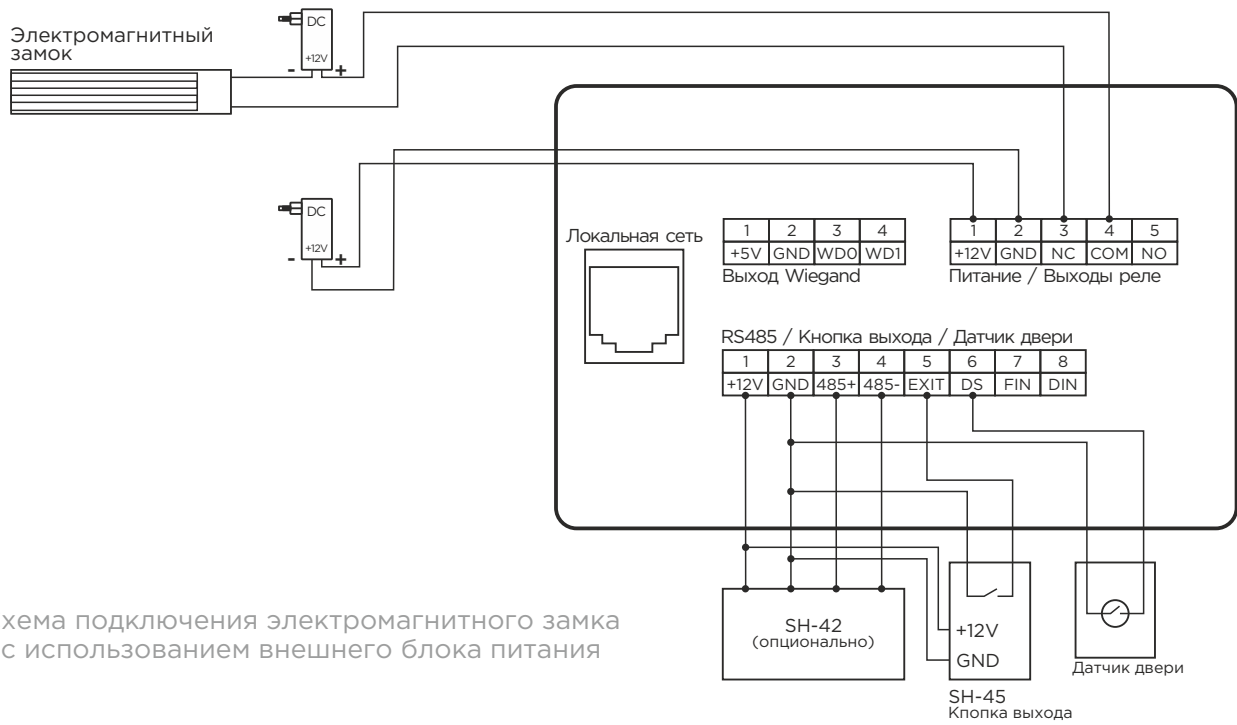 Электромагнитный
замок
DC
+12V
- +
DC
+12V
- +
Локальная сеть
1 2 3 4
+5V GND WD0 WD1
Выход Wiegand
1 2 3 4 5
+12V GND NC COM NO
Питание / Выходы реле
RS485 / Кнопка выхода / Датчик двери
1 2 3 4 5 6 7 8
+12V GND 485+ 485- EXIT DS FIN DIN
SH-42
(опционально)
+12V
GND
SH-45
Кнопка выхода
Датчик двери
хема подключения электромагнитного замка
с использованием внешнего блока питания